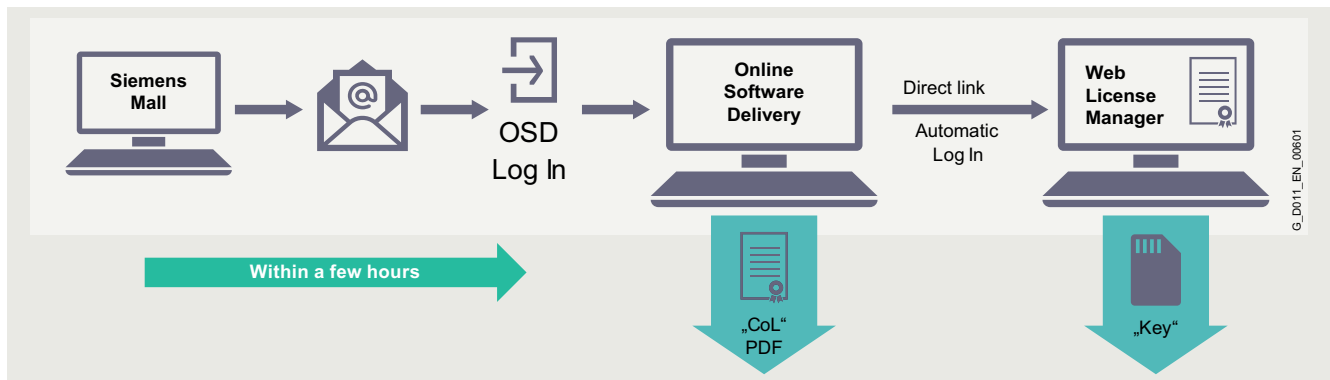 Siemens
Mall
@
OSD
Log In
Online
Software
Delivery
Direct link
Automatic
Log In
Web
License
Manager
G_D011_EN_00601
Within a few hours
„CoL“
PDF
„Key“